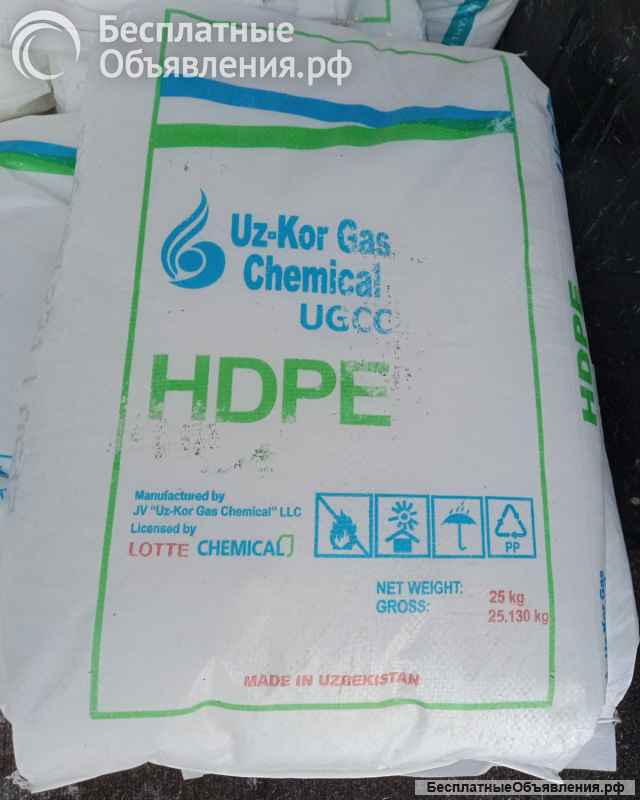 Бесплатные
Объявления.рф
Uz-Kor Gas
Chemical
UGCC
HDPE
HDPE
Manufactured by
JV "Uz-Kor Gas Chemical" LLC
Licensed by
LOTTE CHEMICAL
PP
NET WEIGHT: 25 kg
GROSS: 25.130 kg
MADE IN UZBEKISTAN
БесплатныеОбъявления.рф